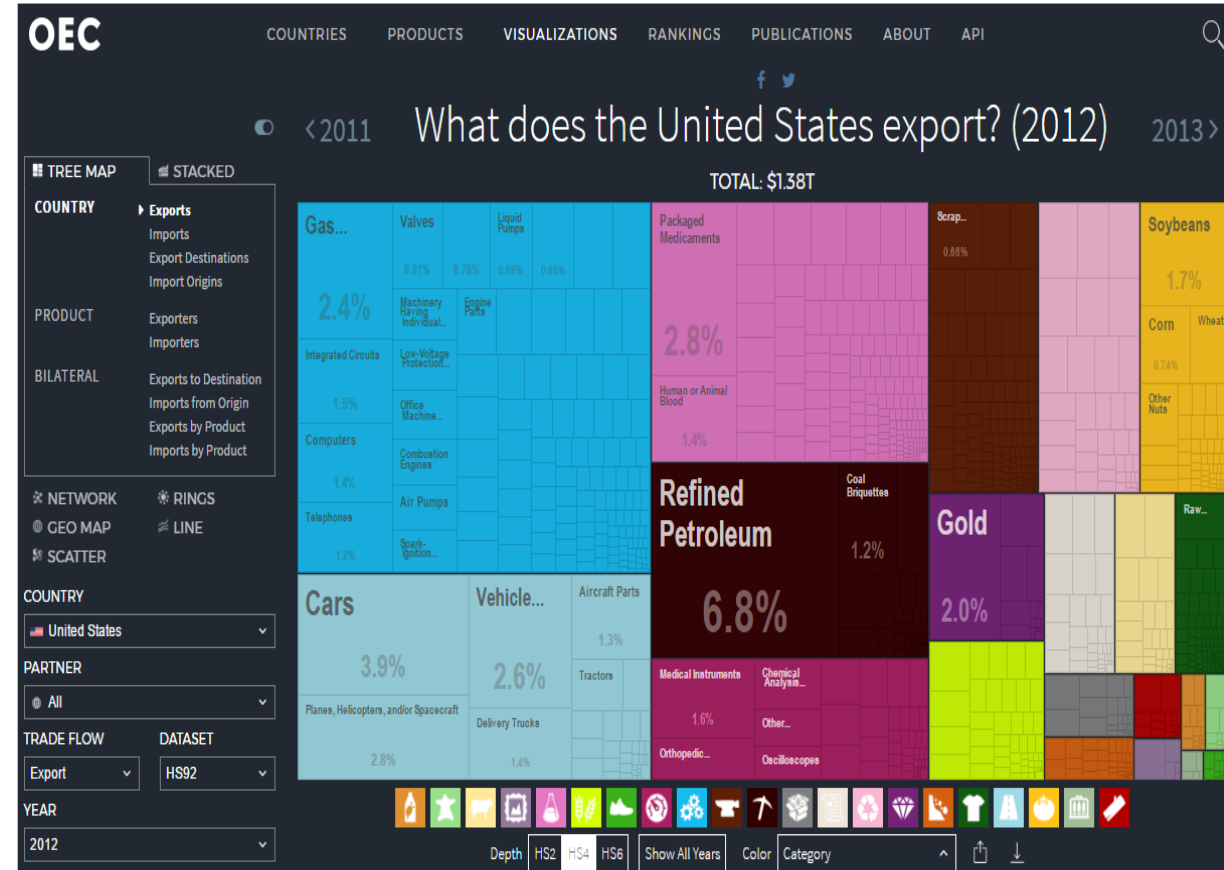 OEC
COUNTRIES PRODUCTS VISUALIZATIONS RANKINGS PUBLICATIONS ABOUT API
<2011 What does the United States export? (2012) 2013>
TOTAL: $1.38T
TREE MAP STACKED
COUNTRY
Exports
Imports
Export Destinations
Import Origins
PRODUCT
Exporters
Importers
BILATERAL
Exports to Destination
Imports from Origin
Exports by Product
Imports by Product
NETWORK RINGS
GEO MAP LINE
SCATTER
COUNTRY
United States
PARTNER
All
TRADE FLOW DATASET
Export HS92
YEAR
2012
Gas...
2.4%
Integrated Circuits
1.5%
Computers
1.4%
Telephones
1.2%
Valves
0.81%
0.76%
Liquid
Pumps
0.68%
0.66%
Machinery
Having
Individual...
Engine
Parts
Low-Voltage
Protection...
Office
Machine...
Combustion
Engines
Air Pumps
Spark-
Ignition...
Cars
3.9%
Planes, Helicopters, and/or Spacecraft
2.8%
Vehicle...
2.6%
Delivery Trucks
1.4%
Aircraft Parts
1.3%
Tractors
Packaged
Medicaments
2.8%
Human or Animal
Blood
1.4%
Refined
Petroleum
6.8%
Coal
Briquettes
1.2%
Medical Instruments
1.6%
Orthopedic...
Chemical
Analysis...
Other...
Oscilloscopes
Scrap...
0.66%
Gold
2.0%
Soybeans
1.7%
Corn
0.74%
Wheat
Other
Nuts
Raw...
Depth HS2 HS4 HS6 Show All Years Color Category